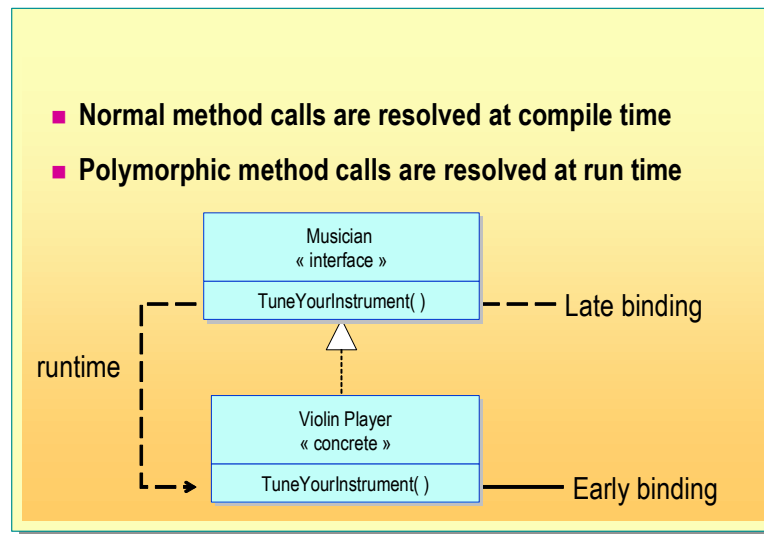 Normal method calls are resolved at compile time
Polymorphic method calls are resolved at run time
Musician
« interface »
TuneYourInstrument( )
Late binding
runtime
Violin Player
« concrete »
TuneYourInstrument( )
Early binding